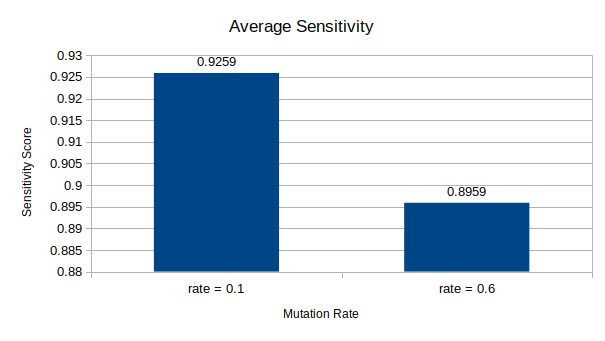 Average Sensitivity
0.93
0.925
0.92
0.915
0.91
0.905
0.9
0.895
0.89
0.885
0.88
Sensitivity Score
0.9259
0.8959
rate = 0.1
rate = 0.6
Mutation Rate